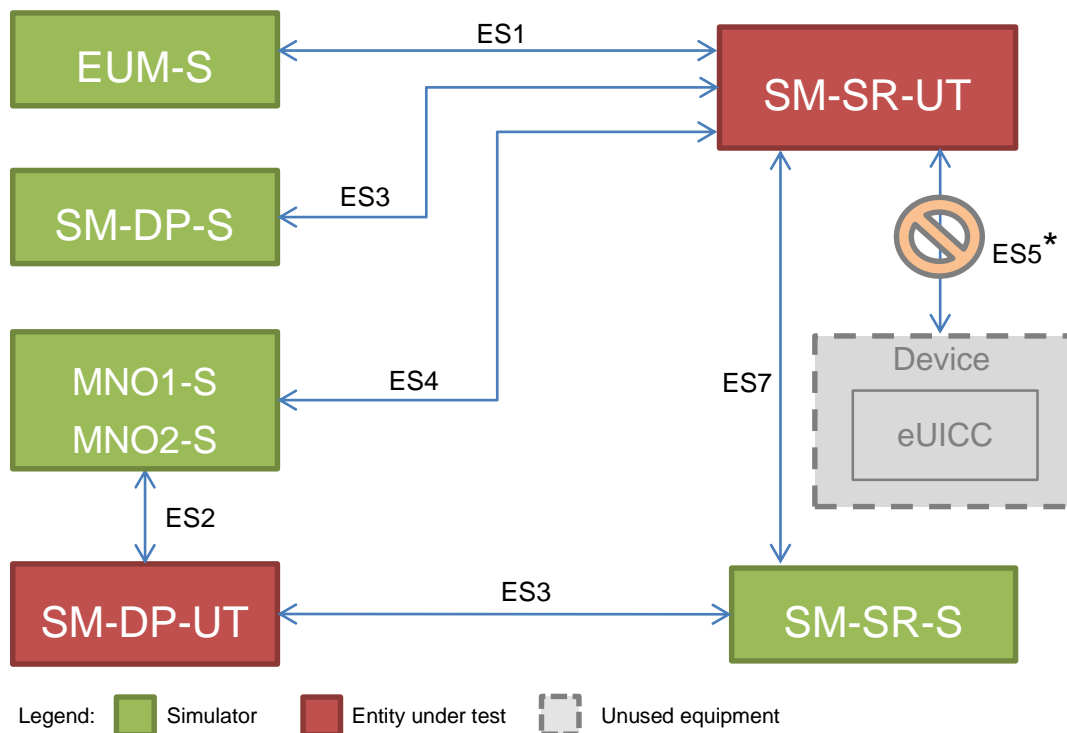 EUM-S
ES1
SM-SR-UT
SM-DP-S
ES3
ES5*
MNO1-S
MNO2-S
ES4
ES7
Device
eUICC
ES2
SM-DP-UT
ES3
SM-SR-S
Legend: Simulator Entity under test Unused equipment